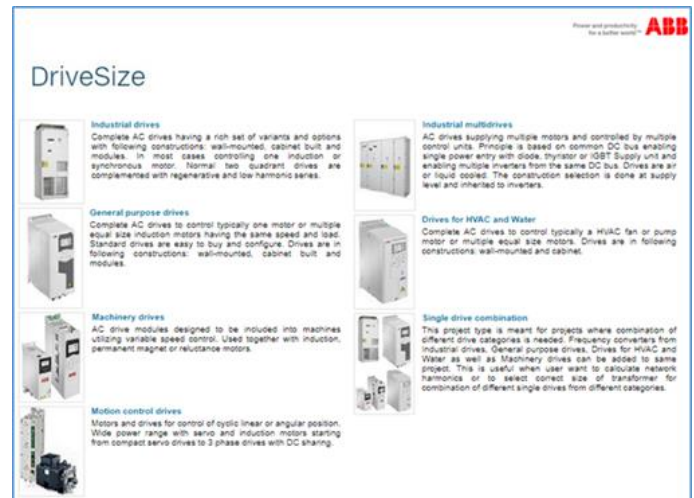 Power and productivity
for a better world™
ABB
DriveSize
Industrial drives
Complete AC drives having a rich set of variants and options
with following constructions: wall-mounted, cabinet built and
modules. In most cases controlling one induction or
synchronous motor. Normal two quadrant drives are
complemented with regenerative and low harmonic series.
General purpose drives
Complete AC drives to control typically one motor or multiple
equal size induction motors having the same speed and load.
Standard drives are easy to buy and configure. Drives are in
following constructions: wall-mounted, cabinet built and
modules.
Machinery drives
AC drive modules designed to be included into machines
utilizing variable speed control. Used together with induction,
permanent magnet or reluctance motors.
Motion control drives
Motors and drives for control of cyclic linear or angular position.
Wide power range with servo and induction motors starting
from compact servo drives to 3 phase drives with DC sharing.
Industrial multidrives
AC drives supplying multiple motors and controlled by multiple
control units. Principle is based on common DC bus enabling
single power entry with diode, thyristor or IGBT Supply unit and
enabling multiple inverters from the same DC bus. Drives are air
or liquid cooled. The construction selection is done at supply
level and inherited to inverters.
Drives for HVAC and Water
Complete AC drives to control typically a HVAC fan or pump
motor or multiple equal size motors. Drives are in following
constructions: wall-mounted and cabinet.
Single drive combination
This project type is meant for projects where combination of
different drive categories is needed. Frequency converters from
Industrial drives, General purpose drives, Drives for HVAC and
Water as well as Machinery drives can be added to same
project. This is useful when user want to calculate network
harmonics or to select correct size of transformer for
combination of different single drives from different categories.